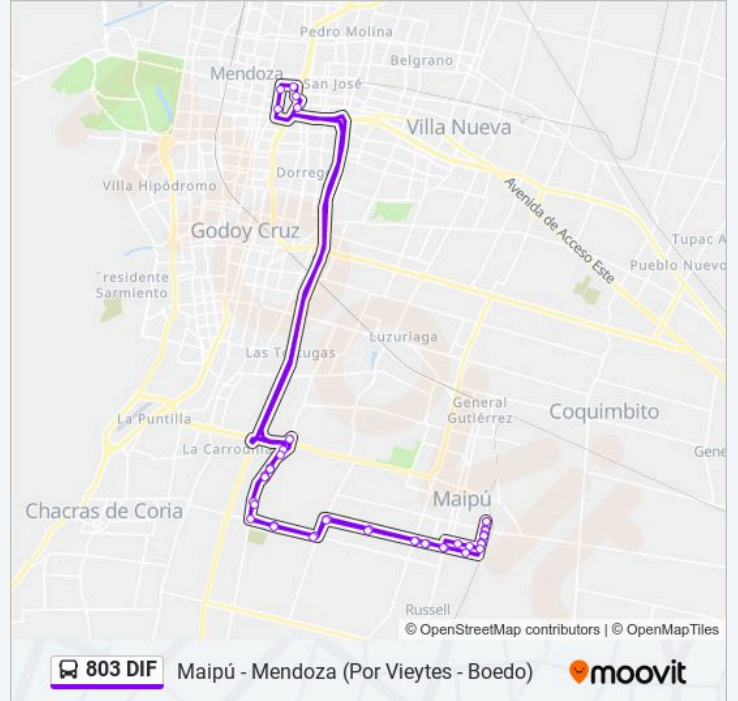 Pedro Molina
Belgrano
Mendoza
San José
Villa Nueva
Dorreg
Villa Hipódromo
Avenida de Acceso Este
Godoy Cruz
Tupac A
Pueblo Nuevo
residente
Sarmiento
Luzuriaga
Las To tugas
General
Gutiérrez
Coquimbito
La Puntilla
La Carrodilla
Gene
Maipú
Chacras de Coria
Russell
© OpenStreetMap contributors | © OpenMapTiles
803 DIF Maipú - Mendoza (Por Vieytes - Boedo) moovit